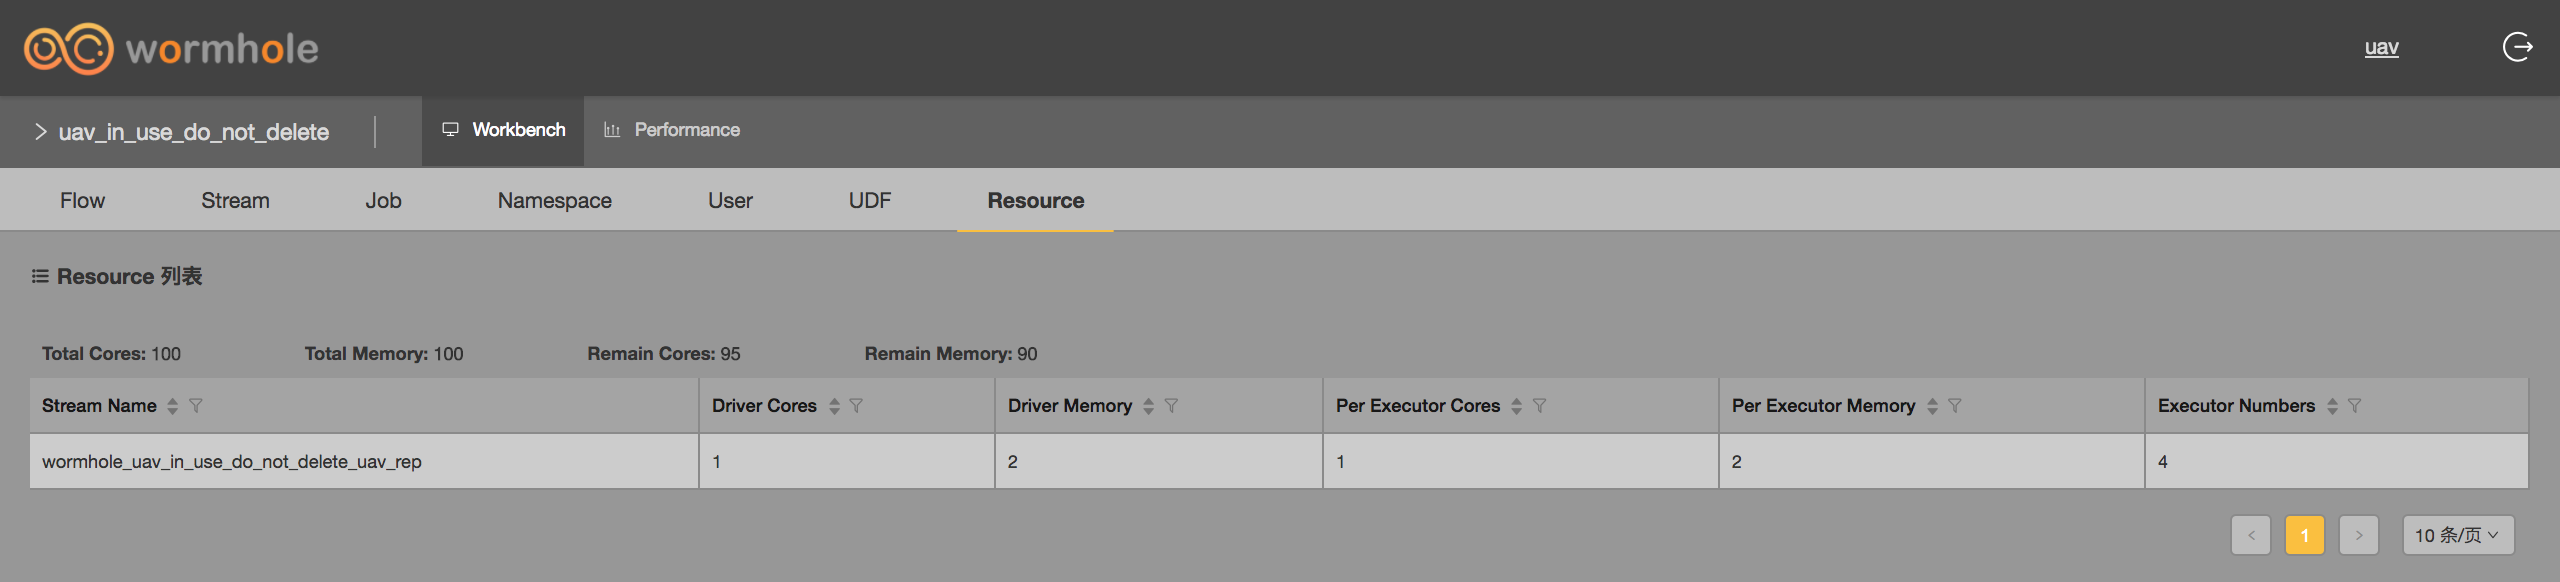 wormhole uav
uav_in_use_do_not_delete Workbench Performance
Flow Stream Job Namespace User UDF Resource
Resource 列表
Total Cores: 100 Total Memory: 100 Remain Cores: 95 Remain Memory: 90
Stream Name Driver Cores Driver Memory Per Executor Cores Per Executor Memory Executor Numbers
wormhole_uav_in_use_do_not_delete_uav_rep 1 2 1 2 4
1 10 条/页